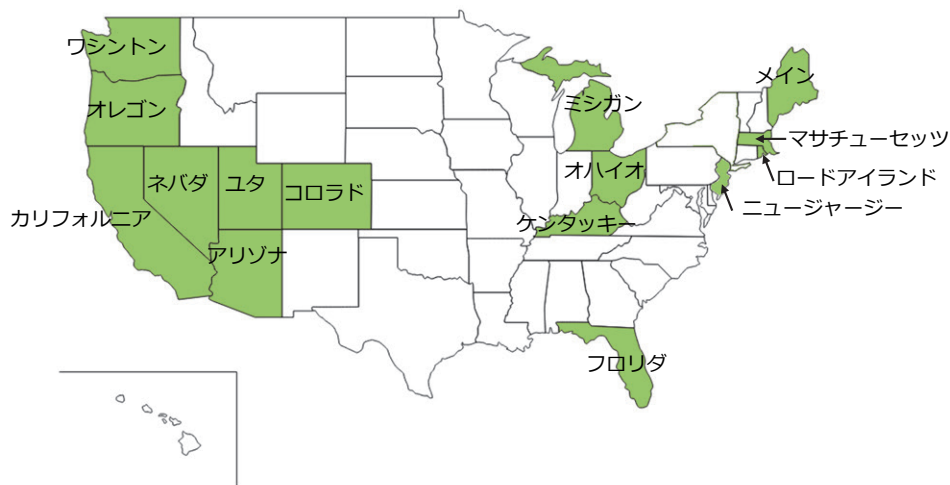 ワシントン
メイン
オレゴン
ミシガン
マサチューセッツ
オハイオ
ロードアイランド
ネバダ
ユタ
コロラド
ニュージャージー
カリフォルニア
ケンタッキー
アリゾナ
フロリダ